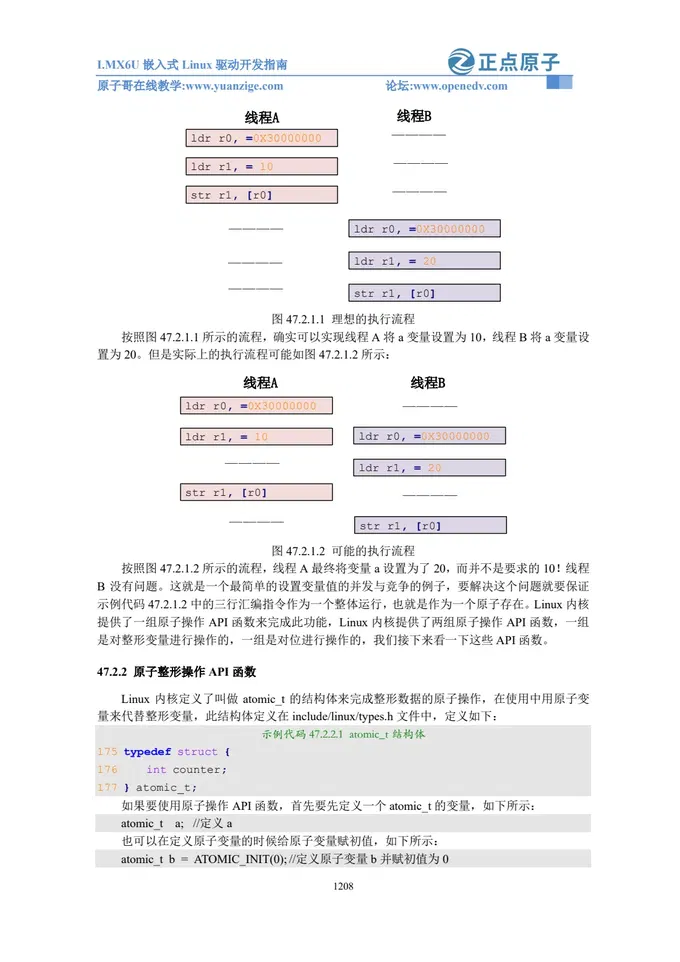 I.MX6U 嵌入式 Linux 驱动开发指南
正点原子
原子哥在线教学:www.yuanzige.com 论坛:www.openedv.com
线程A 线程B
ldr r0, =0X30000000 ————
ldr r1, = 10 ————
str r1, [r0] ————
———— ldr r0, =0X30000000
———— ldr r1, = 20
———— str r1, [r0]
图 47.2.1.1 理想的执行流程
按照图 47.2.1.1 所示的流程，确实可以实现线程 A 将 a 变量设置为 10，线程 B 将 a 变量设
置为 20。但是实际上的执行流程可能如图 47.2.1.2 所示：
线程A 线程B
ldr r0, =0X30000000 ————
ldr r1, = 10 ldr r0, =0X30000000
———— ldr r1, = 20
str r1, [r0] ————
———— str r1, [r0]
图 47.2.1.2 可能的执行流程
按照图 47.2.1.2 所示的流程，线程 A 最终将变量 a 设置为了 20，而并不是要求的 10！线程
B 没有问题。这就是一个最简单的设置变量值的并发与竞争的例子，要解决这个问题就要保证
示例代码 47.2.1.2 中的三行汇编指令作为一个整体运行，也就是作为一个原子存在。Linux 内核
提供了一组原子操作 API 函数来完成此功能，Linux 内核提供了两组原子操作 API 函数，一组
是对整形变量进行操作的，一组是对位进行操作的，我们接下来看一下这些 API 函数。
47.2.2 原子整形操作 API 函数
Linux 内核定义了叫做 atomic_t 的结构体来完成整形数据的原子操作，在使用中用原子变
量来代替整形变量，此结构体定义在 include/linux/types.h 文件中，定义如下：
示例代码 47.2.2.1 atomic_t 结构体
175 typedef struct {
176 int counter;
177 } atomic_t;
如果要使用原子操作 API 函数，首先要先定义一个 atomic_t 的变量，如下所示：
atomic_t a; //定义 a
也可以在定义原子变量的时候给原子变量赋初值，如下所示：
atomic_t b = ATOMIC_INIT(0); //定义原子变量 b 并赋初值为 0
1208